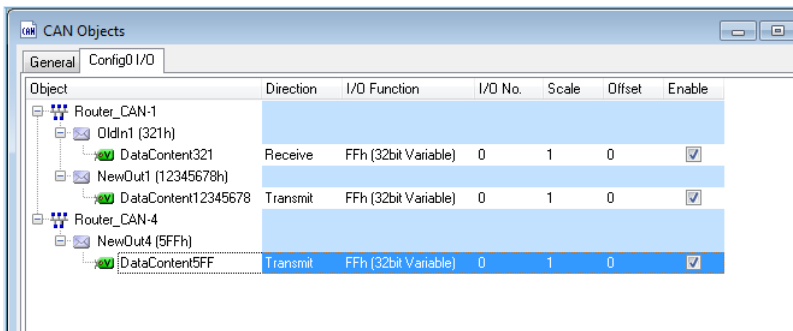 CAN CAN Objects
General Config0 I/O
Object Direction I/O Function I/O No. Scale Offset Enable
Router_CAN-1
OldIn1 (321h)
DataContent321 Receive FFh (32bit Variable) 0 1 0
NewOut1 (12345678h)
DataContent12345678 Transmit FFh (32bit Variable) 0 1 0
Router_CAN-4
NewOut4 (5FFh)
DataContent5FF Transmit FFh (32bit Variable) 0 1 0